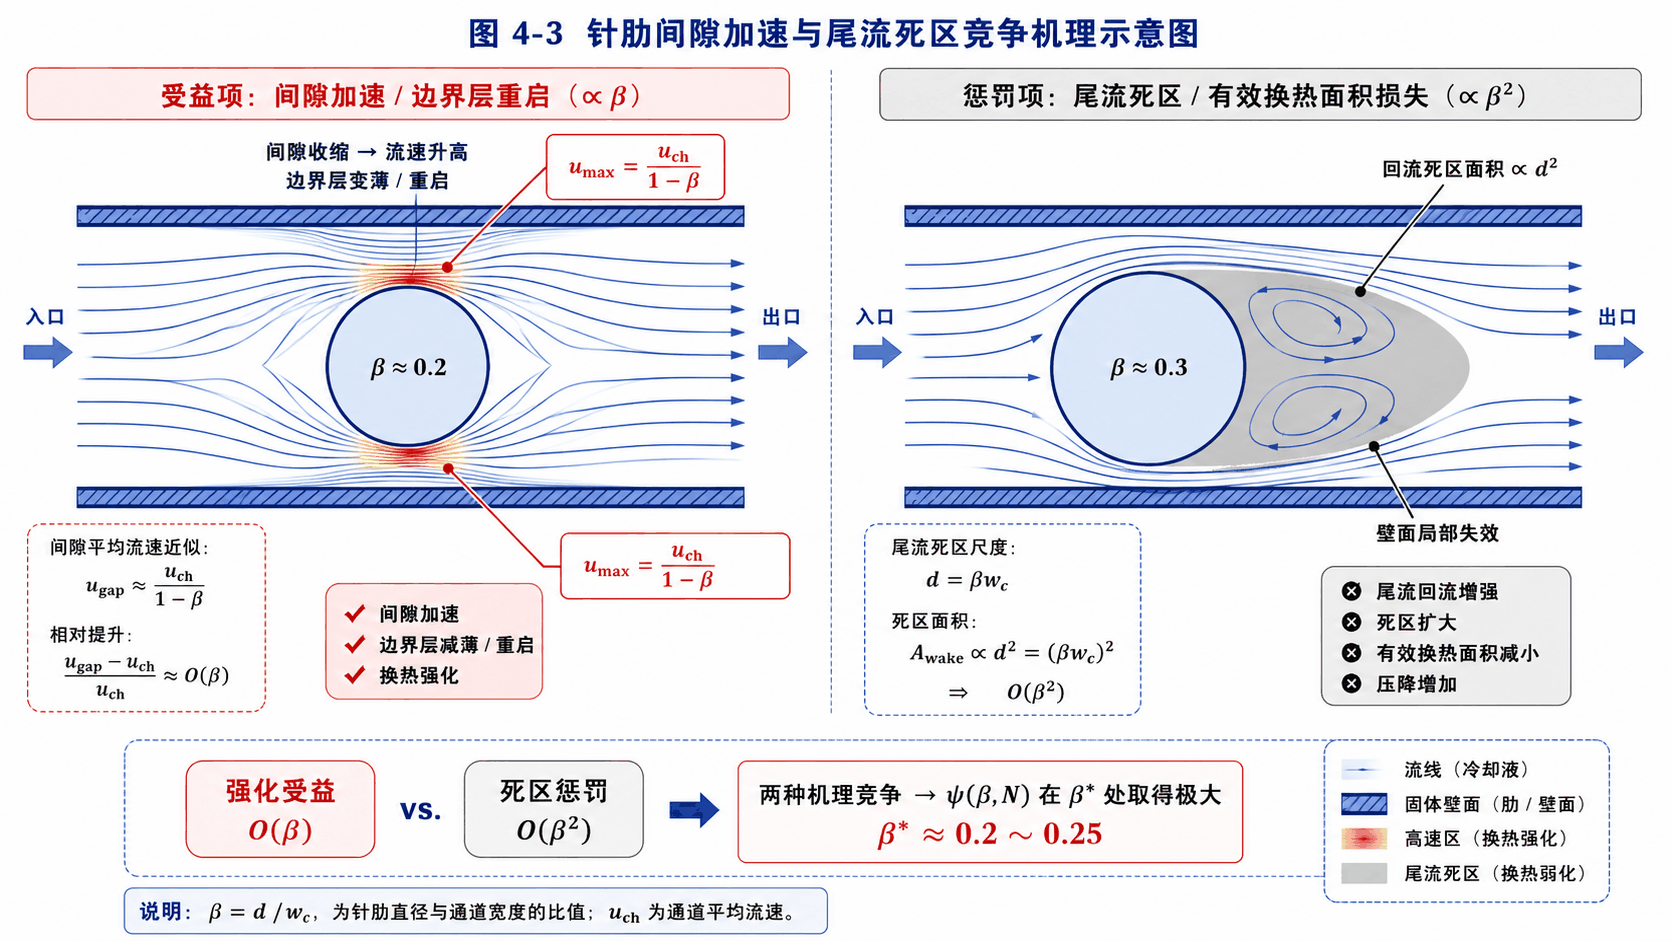 图 4-3 针肋间隙加速与尾流死区竞争机理示意图
受益项：间隙加速 / 边界层重启（∝ β）
间隙收缩 → 流速升高
边界层变薄 / 重启
u_max = u_ch / (1 − β)
入口
β ≈ 0.2
出口
u_max = u_ch / (1 − β)
间隙平均流速近似：
u_gap ≈ u_ch / (1 − β)
相对提升：
(u_gap − u_ch) / u_ch ≈ O(β)
间隙加速
边界层减薄 / 重启
换热强化
惩罚项：尾流死区 / 有效换热面积损失（∝ β²）
回流死区面积 ∝ d²
入口
β ≈ 0.3
出口
壁面局部失效
尾流死区尺度：
d = βw_c
死区面积：
A_wake ∝ d² = (βw_c)²
⇒ O(β²)
尾流回流增强
死区扩大
有效换热面积减小
压降增加
强化受益
O(β)
vs.
死区惩罚
O(β²)
两种机理竞争 → ψ(β, N) 在 β* 处取得极大
β* ≈ 0.2 ～ 0.25
流线（冷却液）
固体壁面（肋 / 壁面）
高速区（换热强化）
尾流死区（换热弱化）
说明： β = d / w_c，为针肋直径与通道宽度的比值； u_ch 为通道平均流速。